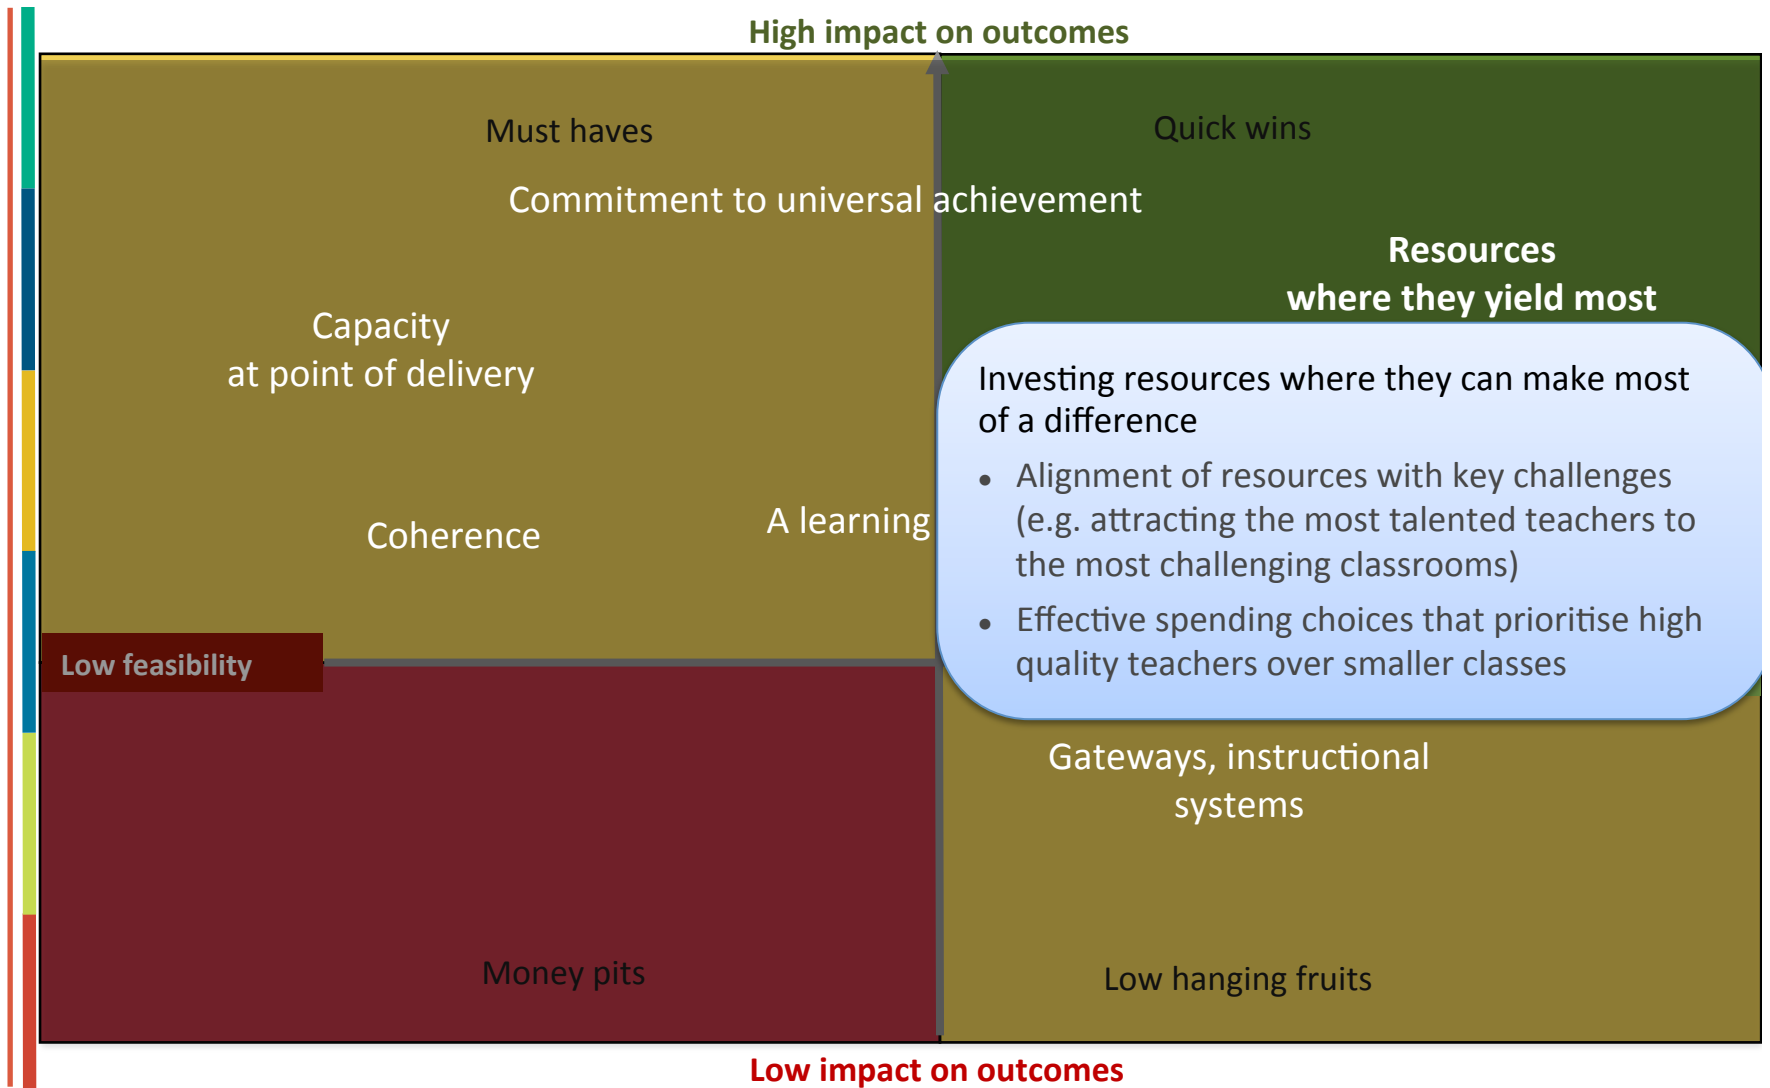 High impact on outcomes
Must haves
Quick wins
Commitment to universal achievement
Resources
where they yield most
Capacity
at point of delivery
Investing resources where they can make most
of a difference
• Alignment of resources with key challenges
(e.g. attracting the most talented teachers to
the most challenging classrooms)
• Effective spending choices that prioritise high
quality teachers over smaller classes
Coherence
A learning
Low feasibility
Gateways, instructional
systems
Money pits
Low hanging fruits
Low impact on outcomes